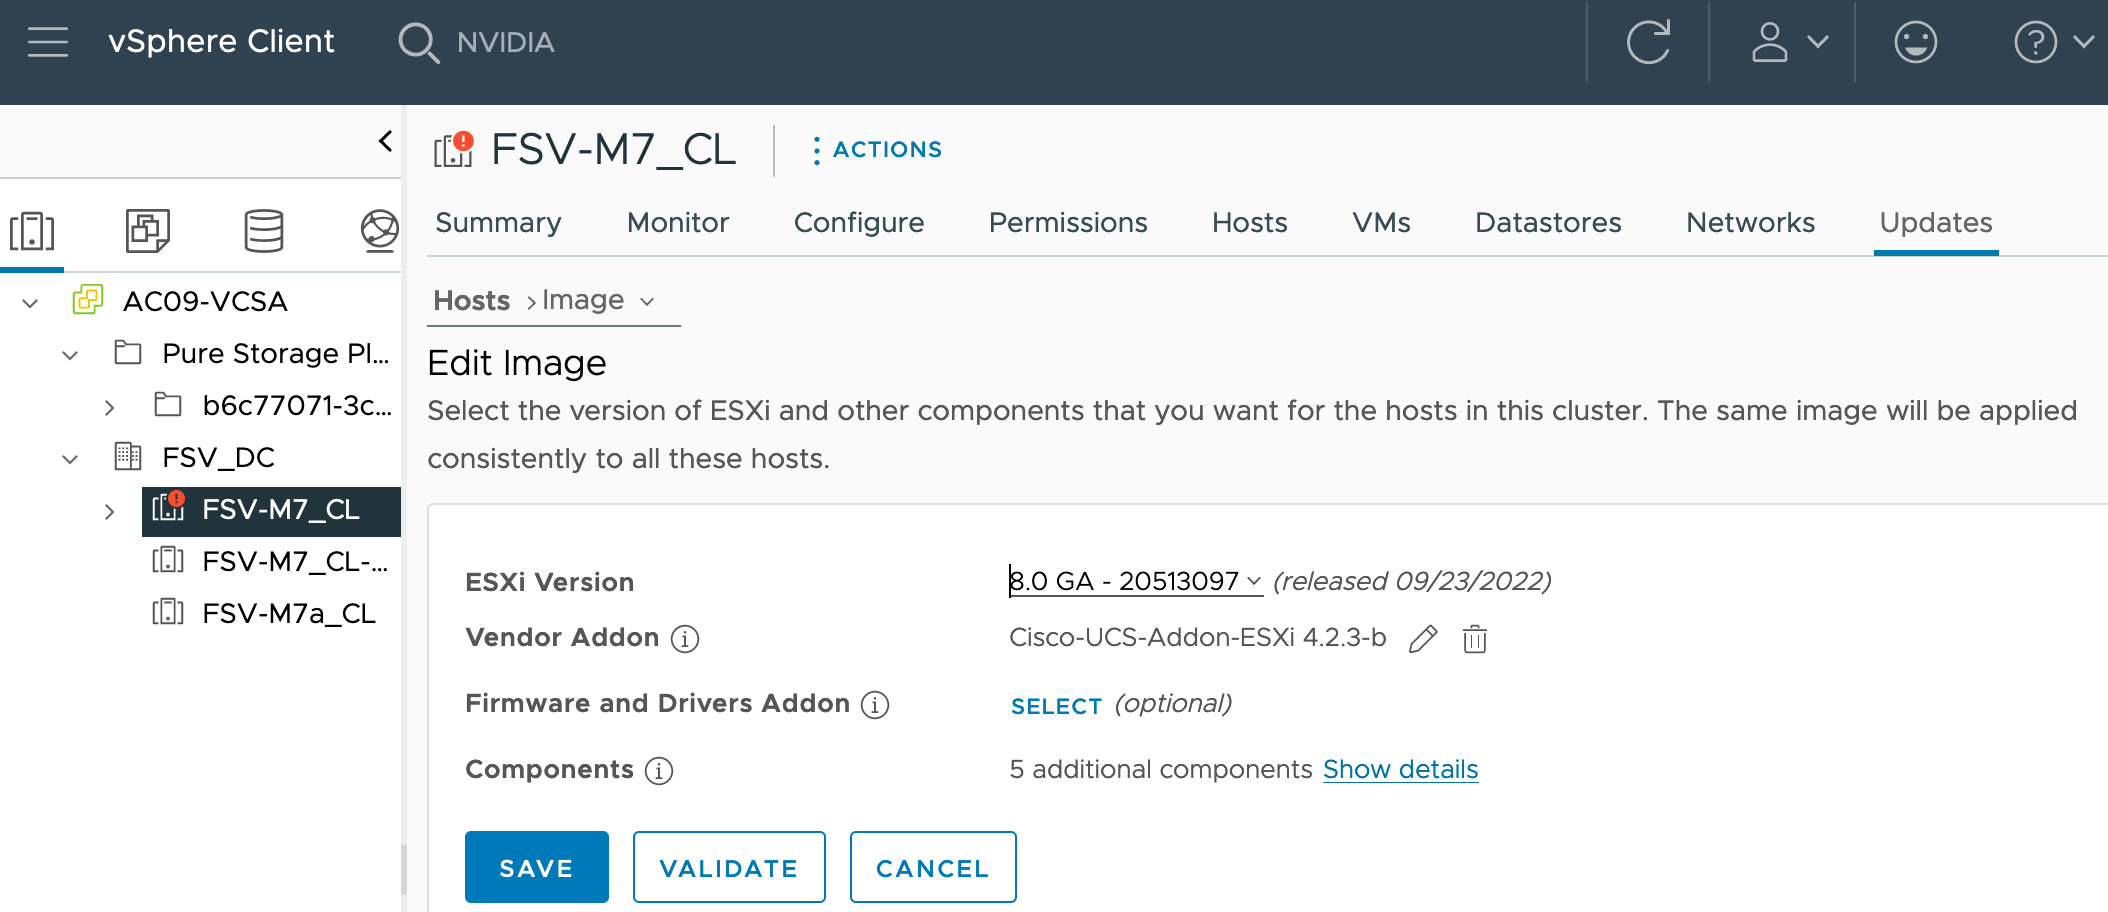 vSphere Client
NVIDIA
FSV-M7_CL
ACTIONS
Summary Monitor Configure Permissions Hosts VMs Datastores Networks Updates
AC09-VCSA
Pure Storage Pl...
b6c77071-3c...
FSV_DC
FSV-M7_CL
FSV-M7_CL-...
FSV-M7a_CL
Hosts > Image
Edit Image
Select the version of ESXi and other components that you want for the hosts in this cluster. The same image will be applied
consistently to all these hosts.
ESXi Version 8.0 GA - 20513097 (released 09/23/2022)
Vendor Addon Cisco-UCS-Addon-ESXi 4.2.3-b
Firmware and Drivers Addon SELECT (optional)
Components 5 additional components Show details
SAVE VALIDATE CANCEL